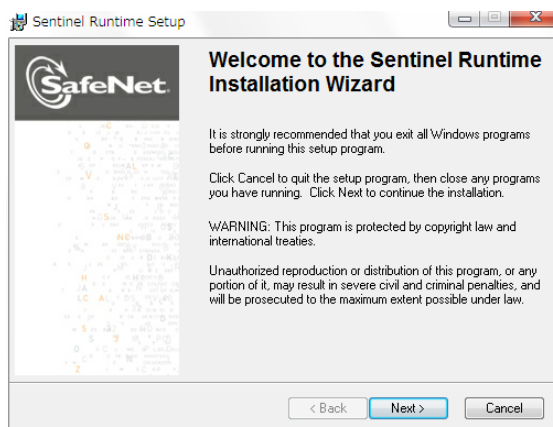 Sentinel Runtime Setup
SafeNet.
Welcome to the Sentinel Runtime
Installation Wizard
It is strongly recommended that you exit all Windows programs
before running this setup program.
Click Cancel to quit the setup program, then close any programs
you have running. Click Next to continue the installation.
WARNING: This program is protected by copyright law and
international treaties.
Unauthorized reproduction or distribution of this program, or any
portion of it, may result in severe civil and criminal penalties, and
will be prosecuted to the maximum extent possible under law.
< Back
Next >
Cancel